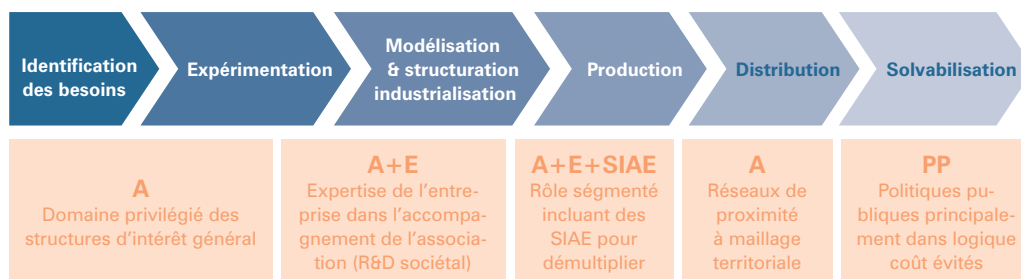 Identification
des besoins
Expérimentation
Modélisation
& structuration
industrialisation
Production
Distribution
Solvabilisation
A
Domaine privilégié des
structures d'intérêt général
A+E
Expertise de l'entre-
prise dans l'accompa-
gnement de l'associa-
tion (R&D sociétal)
A+E+SIAE
Rôle ségmenté
incluant des
SIAE pour
démultiplier
A
Réseaux de
proximité
à maillage
territoriale
PP
Politiques pu-
bliques principale-
ment dans logique
coût évités